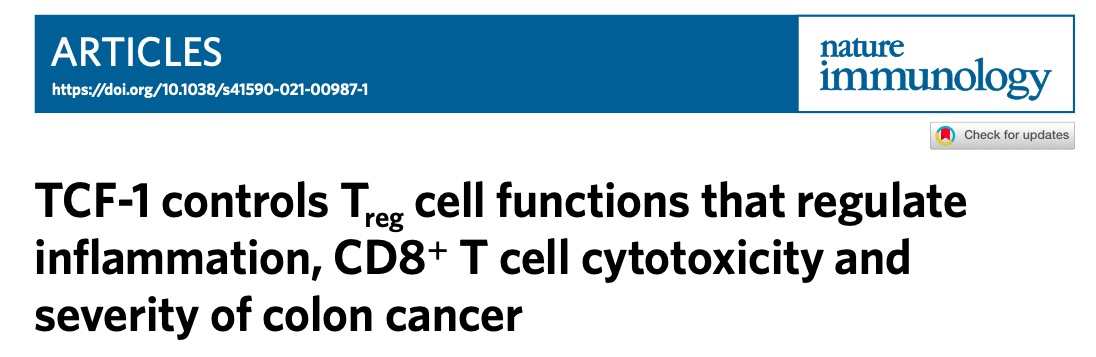 ARTICLES
https://doi.org/10.1038/s41590-021-00987-1
nature
immunology
Check for updates
TCF-1 controls Treg cell functions that regulate
inflammation, CD8+ T cell cytotoxicity and
severity of colon cancer